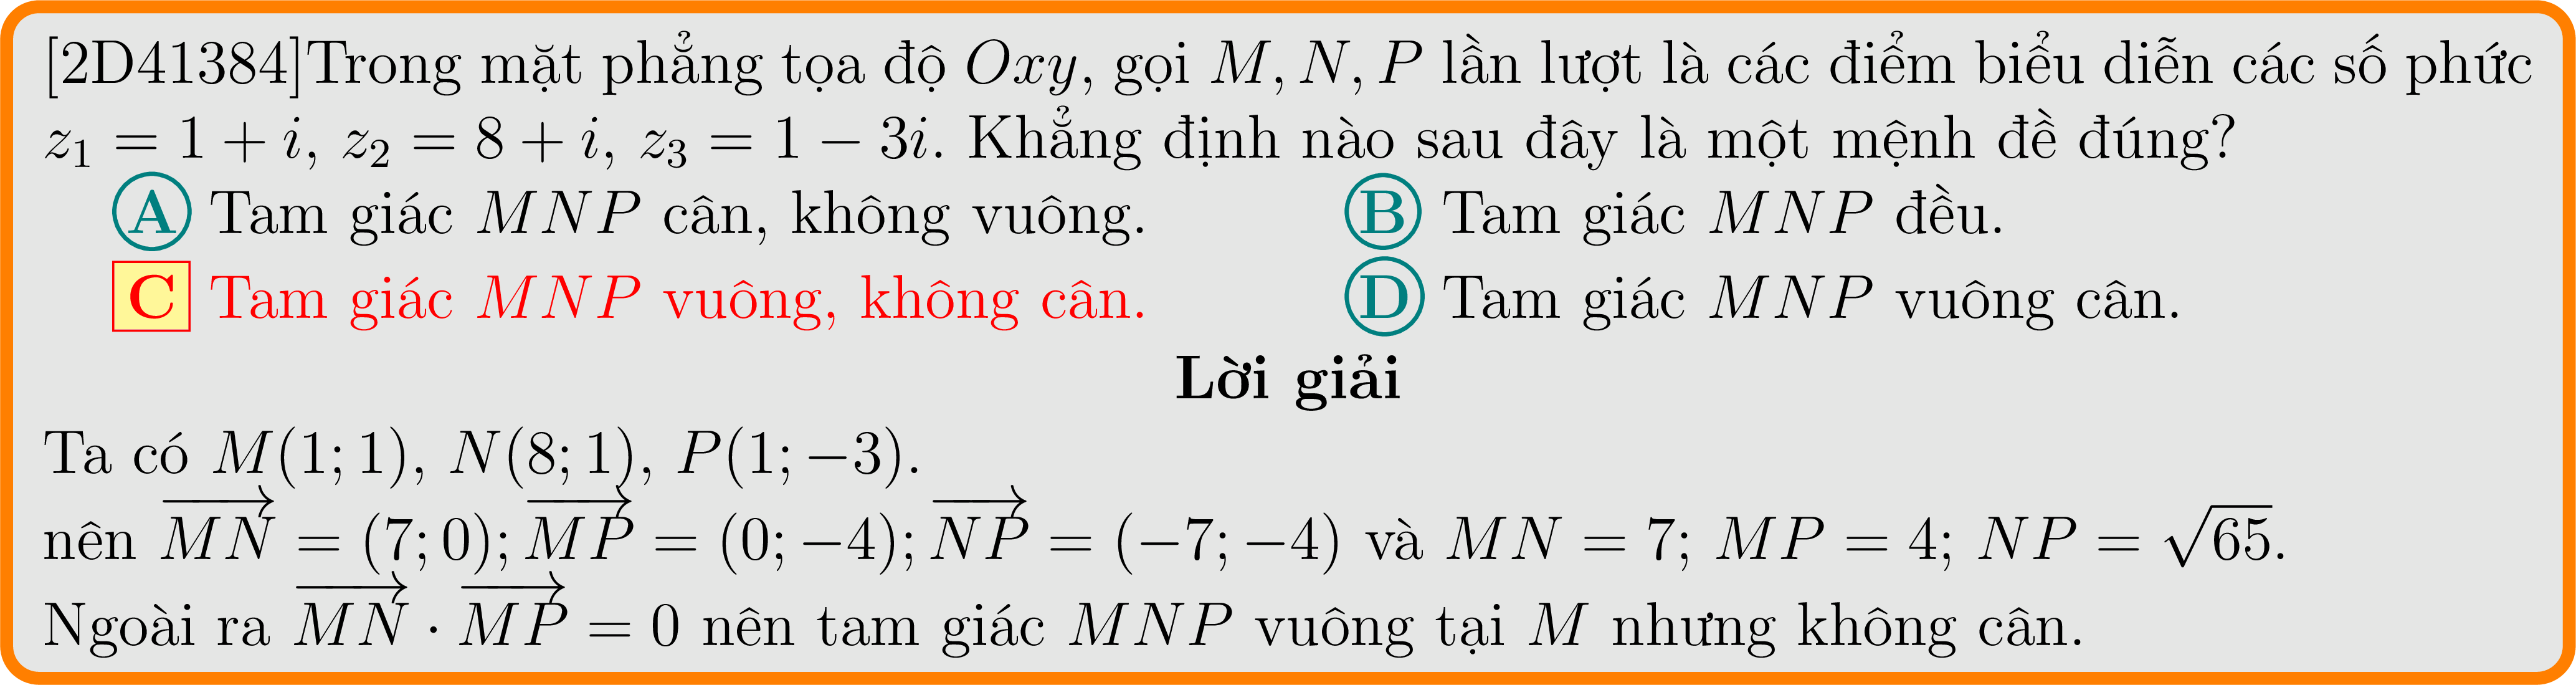 [2D41384]Trong mặt phẳng tọa độ Oxy, gọi M, N, P lần lượt là các điểm biểu diễn các số phức
z₁ = 1 + i, z₂ = 8 + i, z₃ = 1 − 3i. Khẳng định nào sau đây là một mệnh đề đúng?
A Tam giác MNP cân, không vuông. B Tam giác MNP đều.
C Tam giác MNP vuông, không cân. D Tam giác MNP vuông cân.
Lời giải
Ta có M(1; 1), N(8; 1), P(1; −3).
nên $\overrightarrow{MN}$ = (7; 0); $\overrightarrow{MP}$ = (0; −4); $\overrightarrow{NP}$ = (−7; −4) và MN = 7; MP = 4; NP = √65.
Ngoài ra $\overrightarrow{MN}$ · $\overrightarrow{MP}$ = 0 nên tam giác MNP vuông tại M nhưng không cân.